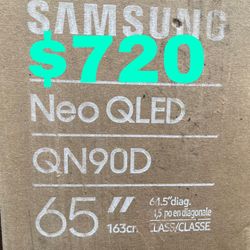 SAMSUNG
$720
Neo QLED
QN90D
65" 163cm
64.5" diag.
64,5 po en diagonale
CLASS/CLASSE